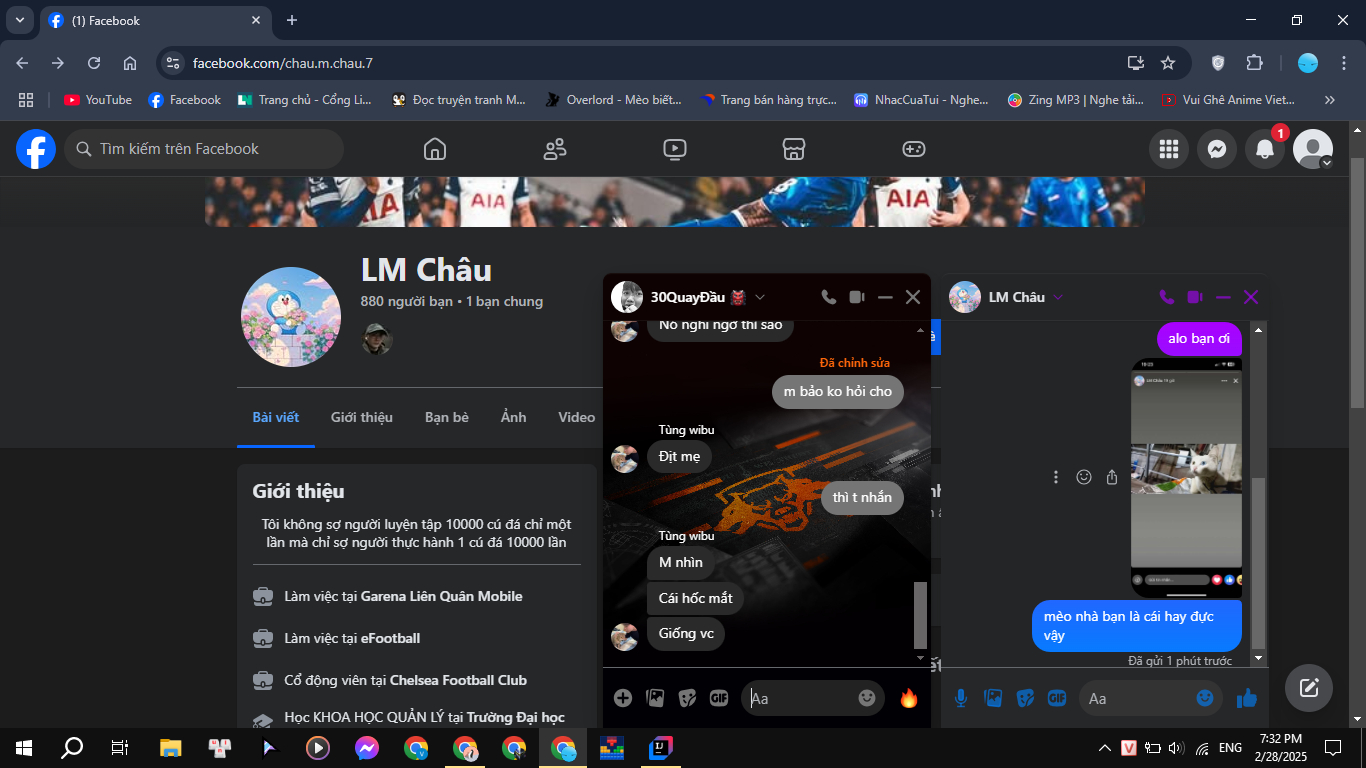 (1) Facebook
facebook.com/chau.m.chau.7
YouTube
Facebook
Trang chủ - Cổng Li...
Đọc truyện tranh M...
Overlord - Mèo biết...
Trang bán hàng trực...
NhacCuaTui - Nghe...
Zing MP3 | Nghe tải...
Vui Ghê Anime Viet...
Tìm kiếm trên Facebook
1
AIA
AIA
AIA
LM Châu
880 người bạn • 1 bạn chung
Bài viết
Giới thiệu
Bạn bè
Ảnh
Video
Giới thiệu
Tôi không sợ người luyện tập 10000 cú đá chỉ một
lần mà chỉ sợ người thực hành 1 cú đá 10000 lần
Làm việc tại Garena Liên Quân Mobile
Làm việc tại eFootball
Cổ động viên tại Chelsea Football Club
Học KHOA HỌC QUẢN LÝ tại Trường Đại học
30QuayĐầu
Nó nghi ngờ thì sao
Đã chỉnh sửa
m bảo ko hỏi cho
Tùng wibu
Địt mẹ
thì t nhắn
Tùng wibu
M nhìn
Cái hốc mắt
Giống vc
GIF
Aa
LM Châu
alo bạn ơi
LM Châu
mèo nhà bạn là cái hay đực
vậy
Đã gửi 1 phút trước
GIF
Aa
ENG
7:32 PM
2/28/2025